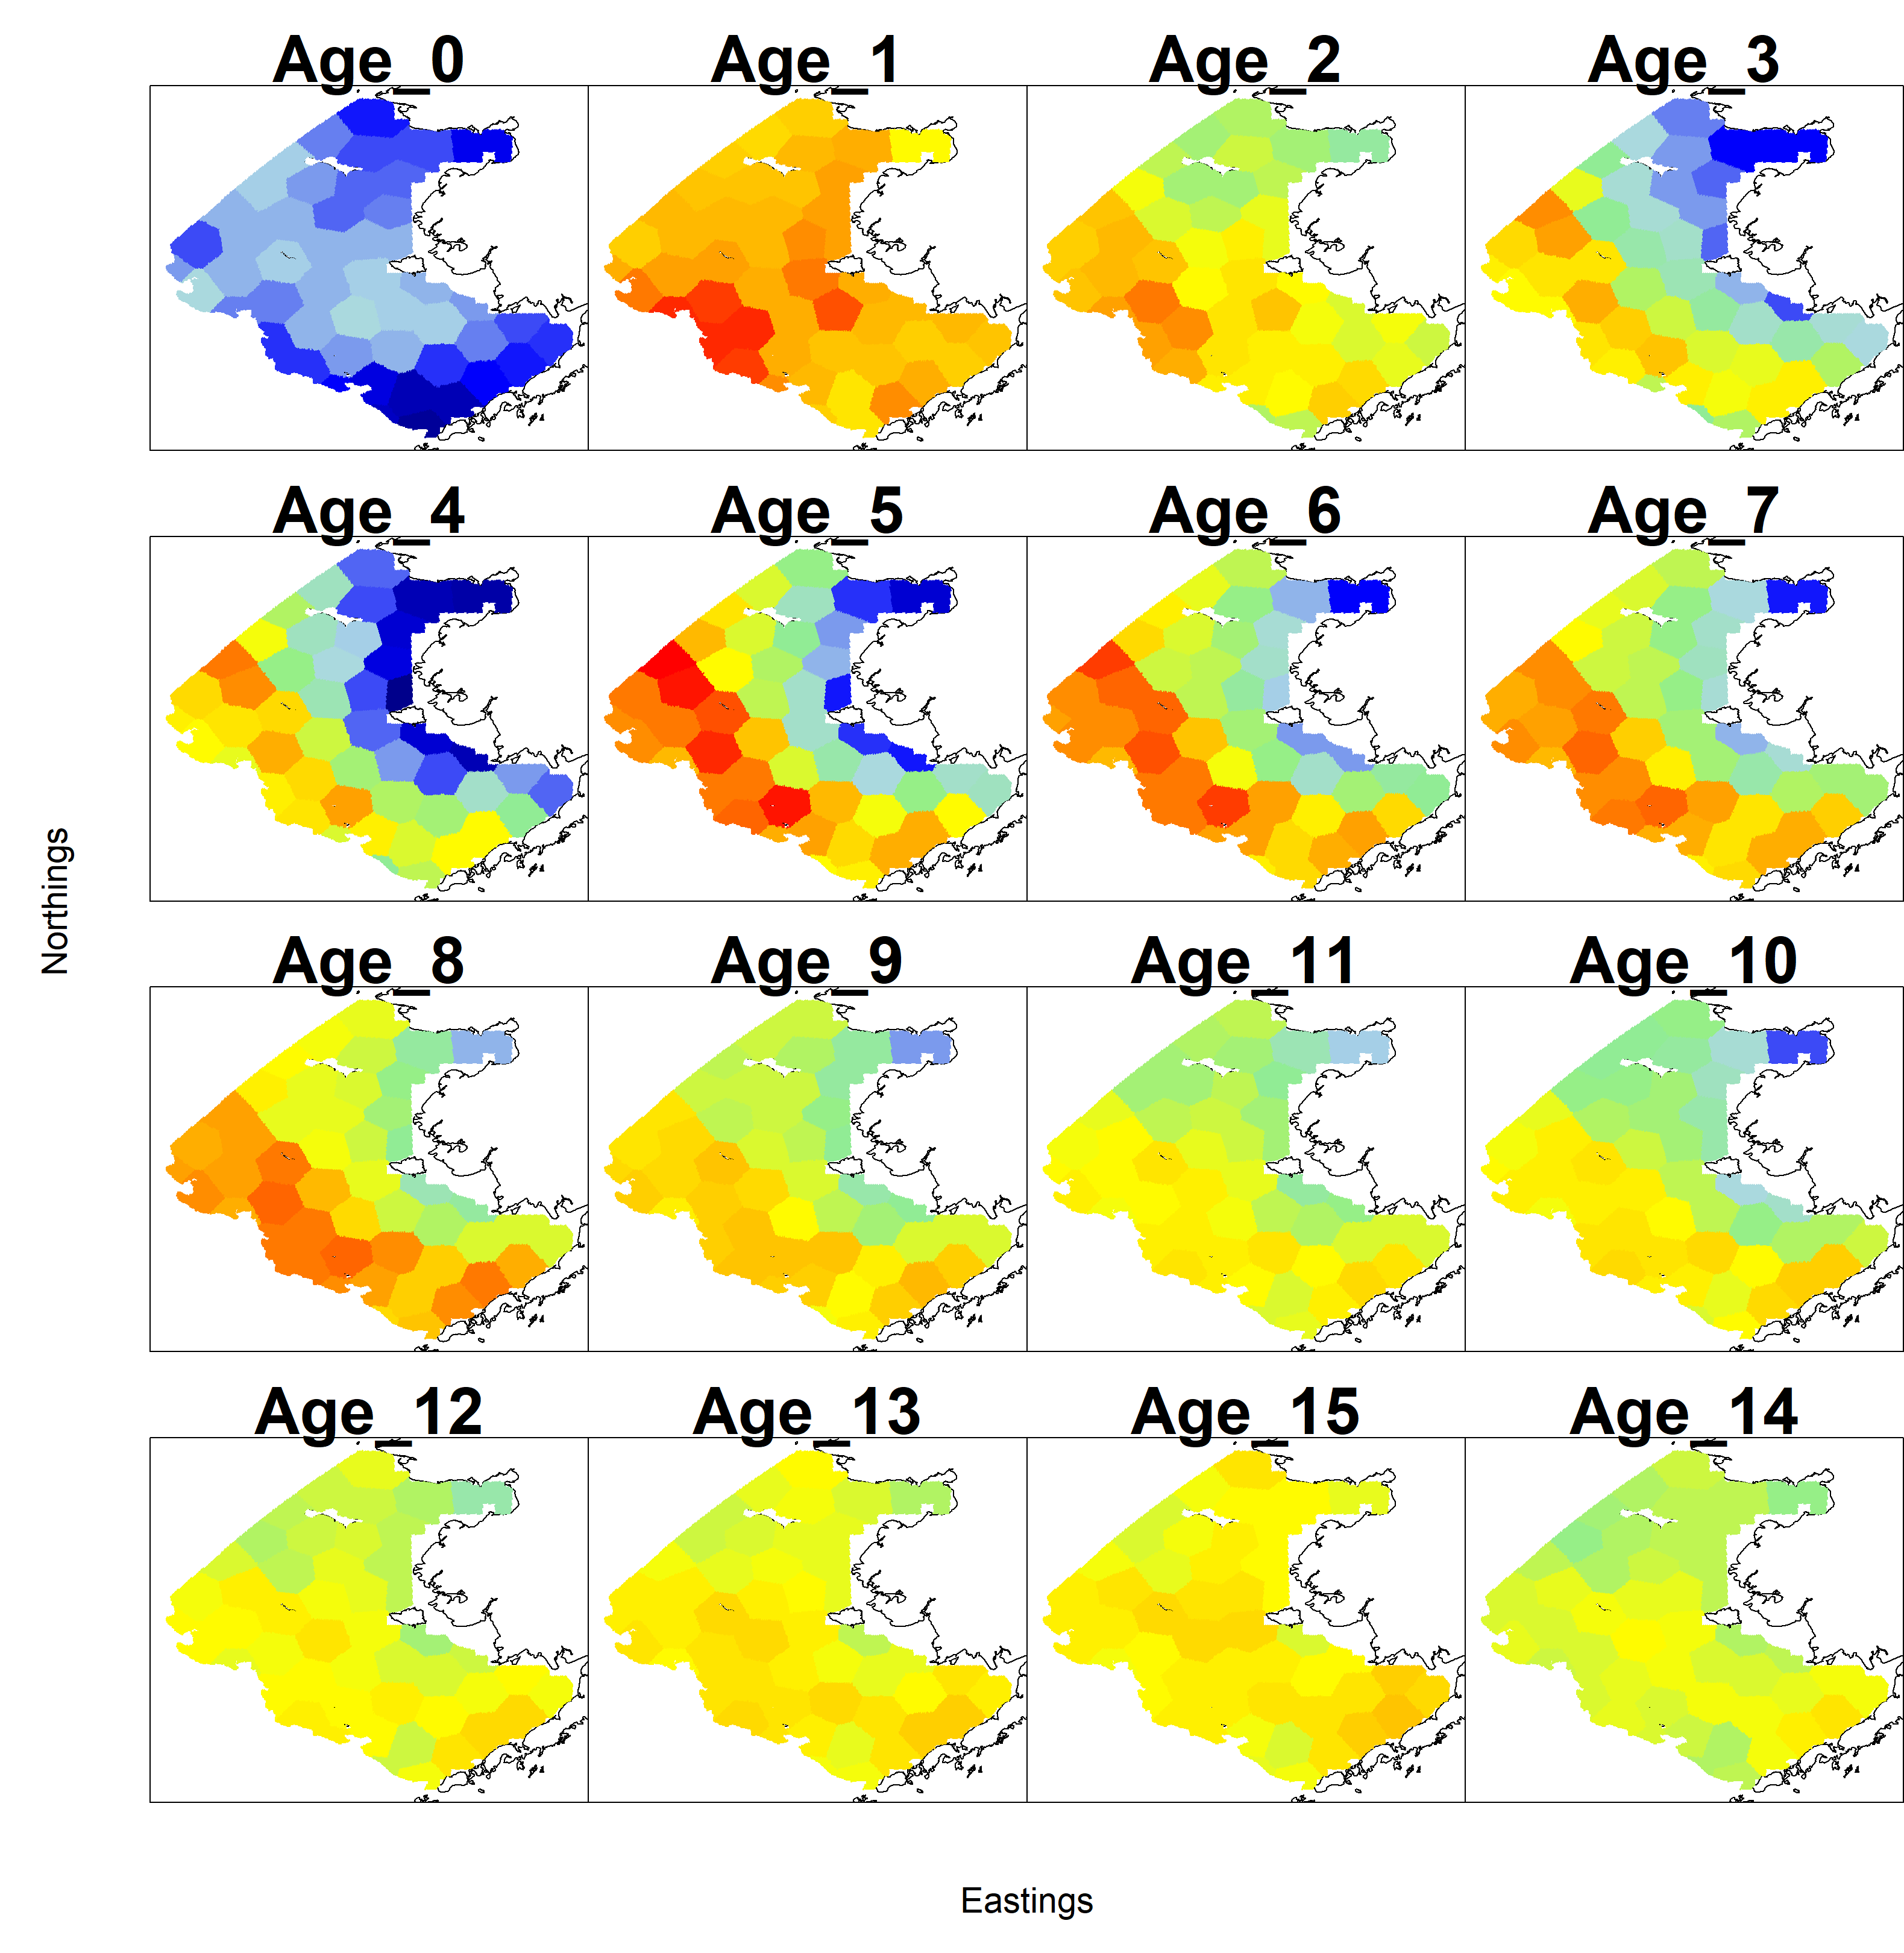 Age_0 Age_1 Age_2 Age_3
Age_4 Age_5 Age_6 Age_7
Northings
Age_8 Age_9 Age_11 Age_10
Age_12 Age_13 Age_15 Age_14
Eastings